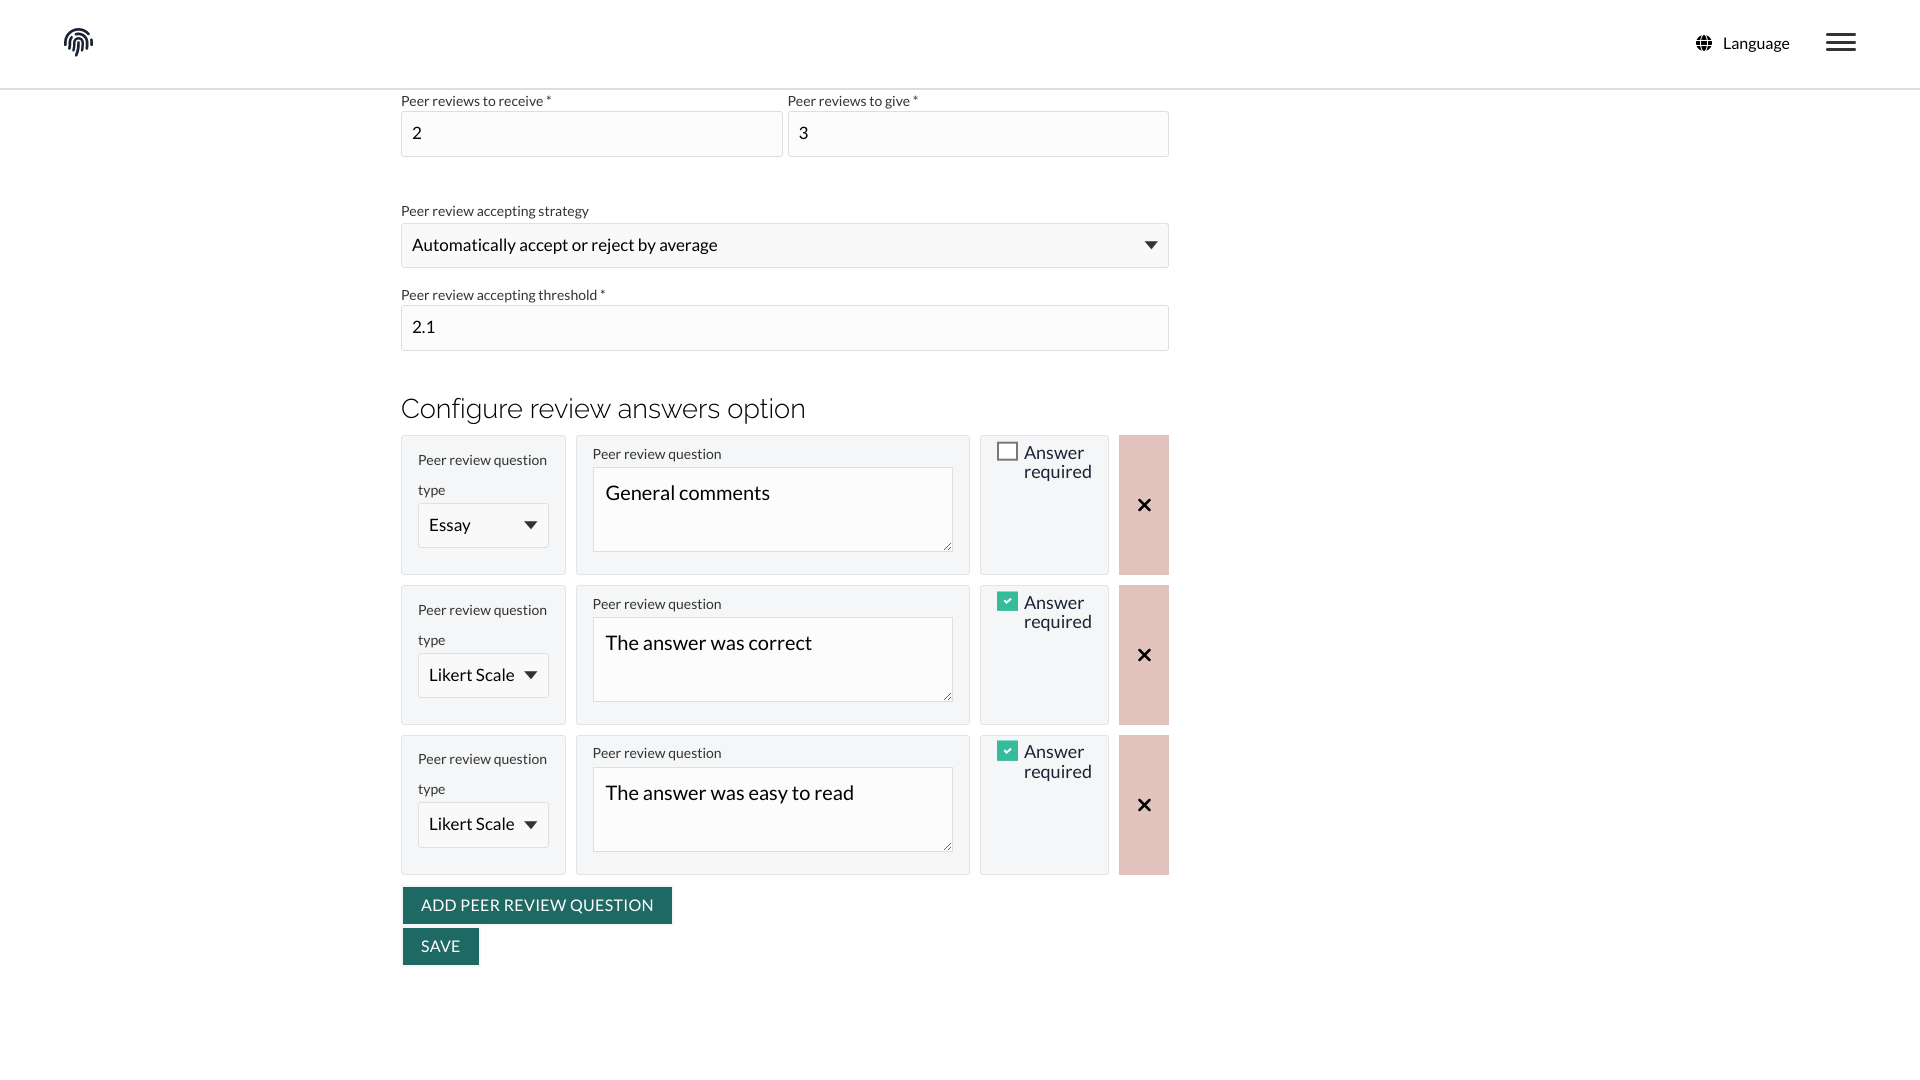 Language
Peer reviews to receive *
Peer reviews to give *
2
3
Peer review accepting strategy
Automatically accept or reject by average
Peer review accepting threshold *
2.1
Configure review answers option
Peer review question
type
Essay
Peer review question
General comments
Answer
required
Peer review question
type
Likert Scale
Peer review question
The answer was correct
Answer
required
Peer review question
type
Likert Scale
Peer review question
The answer was easy to read
Answer
required
ADD PEER REVIEW QUESTION
SAVE